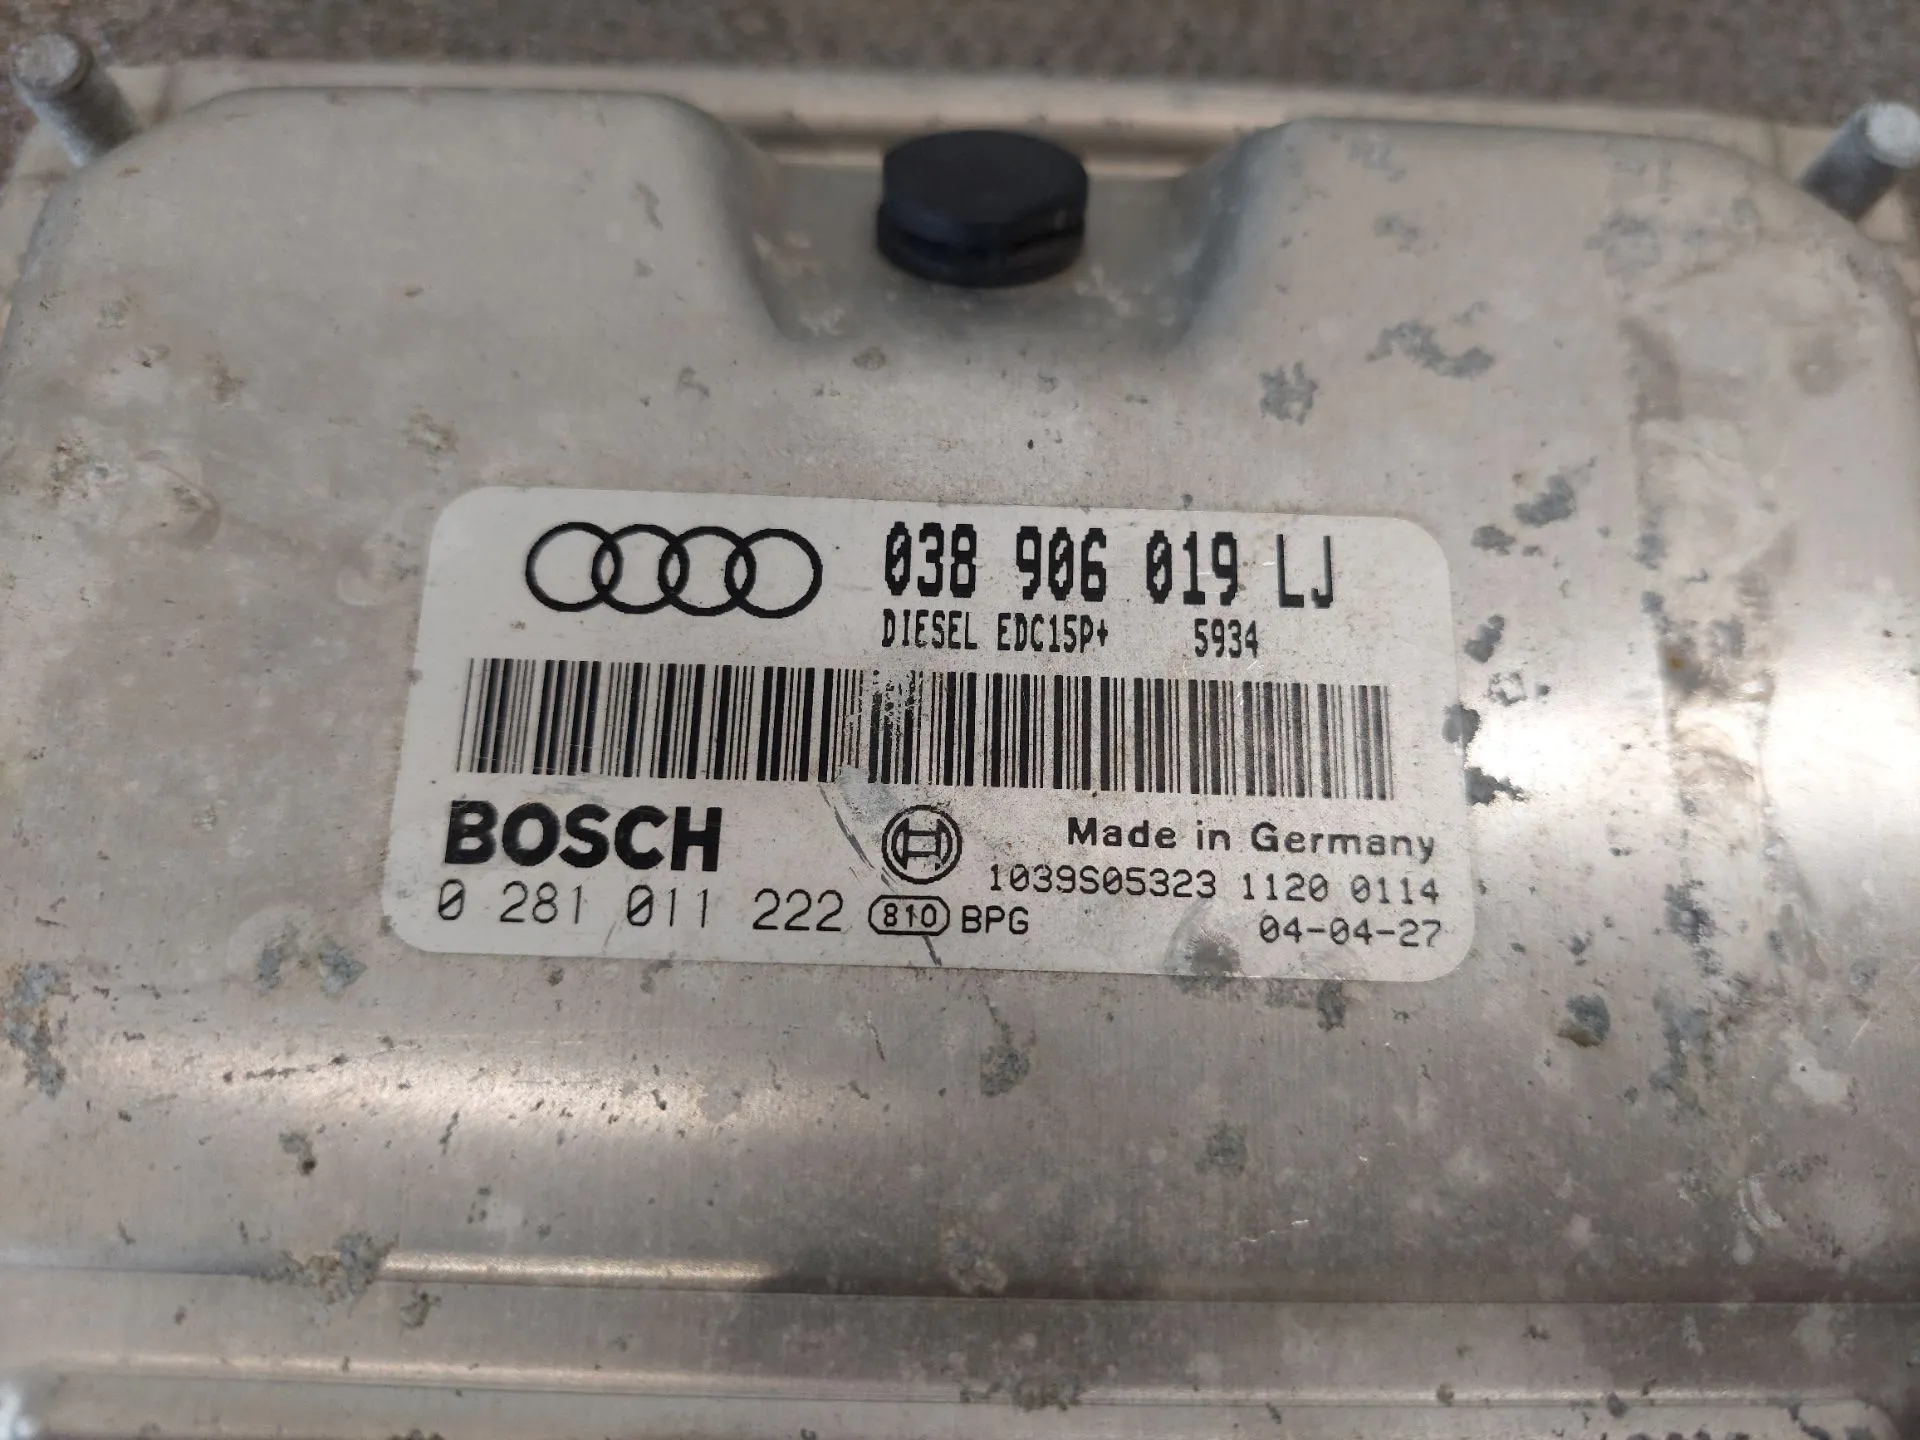 038 906 019 LJ
DIESEL EDC15P+ 5934
BOSCH
Made in Germany
1039S05323 1120 0114
0 281 011 222 810 BPG
04-04-27